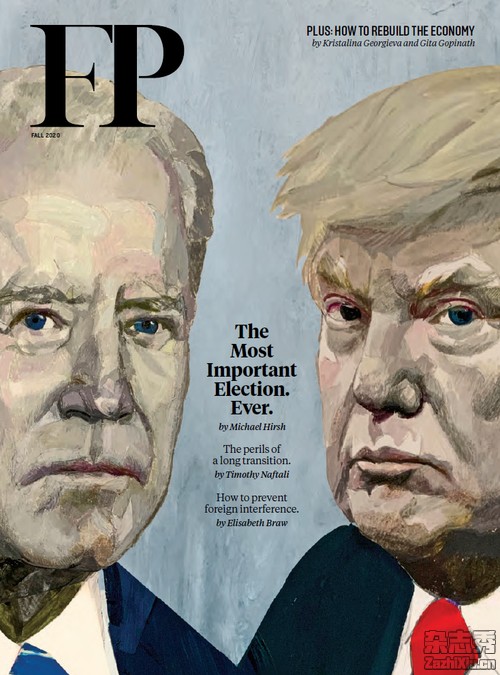 FP
FALL 2020
PLUS: HOW TO REBUILD THE ECONOMY
by Kristalina Georgieva and Gita Gopinath
The
Most
Important
Election.
Ever.
by Michael Hirsh
The perils of
a long transition.
by Timothy Naftali
How to prevent
foreign interference.
by Elisabeth Braw
杂志秀
ZazhiXiu.cn